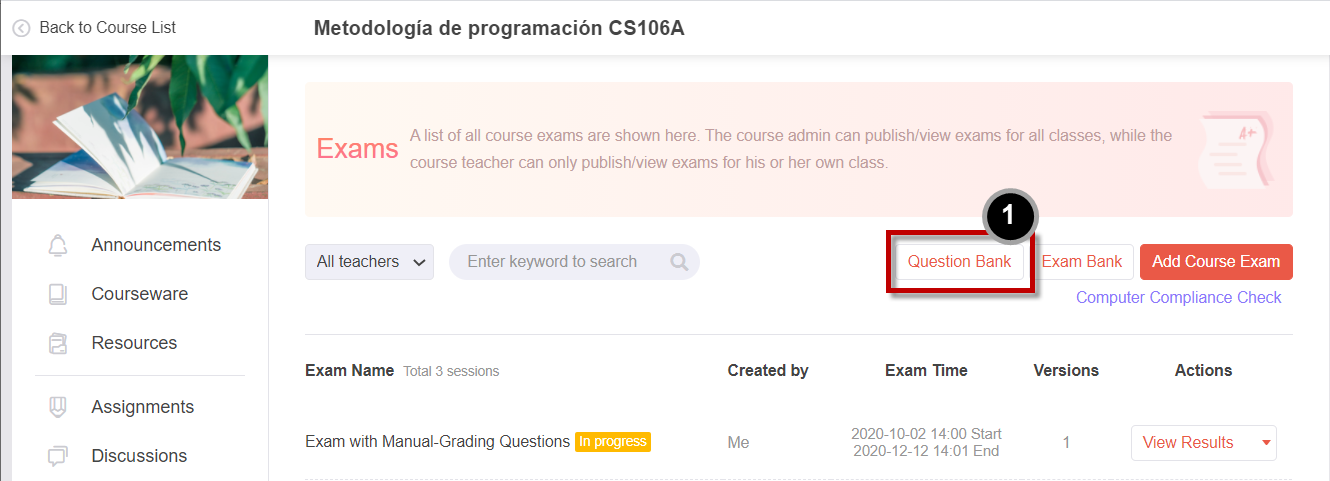 Back to Course List
Metodología de programación CS106A
Exams
A list of all course exams are shown here. The course admin can publish/view exams for all classes, while the
course teacher can only publish/view exams for his or her own class.
A+
1
All teachers
Enter keyword to search
Question Bank
Exam Bank
Add Course Exam
Computer Compliance Check
Announcements
Courseware
Resources
Assignments
Discussions
Exam Name Total 3 sessions
Created by
Exam Time
Versions
Actions
Exam with Manual-Grading Questions In progress
Me
2020-10-02 14:00 Start
2020-12-12 14:01 End
1
View Results